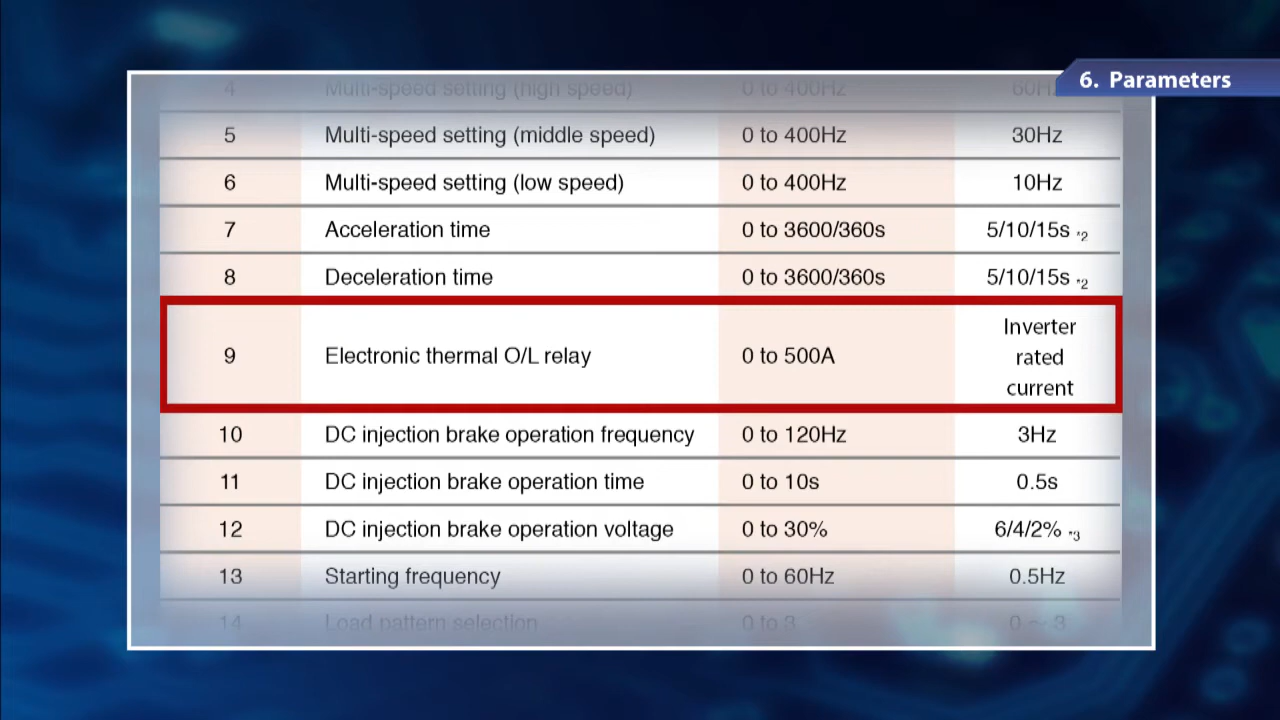 6. Parameters
4 Multi-speed setting (high speed) 0 to 400Hz 60Hz
5 Multi-speed setting (middle speed) 0 to 400Hz 30Hz
6 Multi-speed setting (low speed) 0 to 400Hz 10Hz
7 Acceleration time 0 to 3600/360s 5/10/15s *2
8 Deceleration time 0 to 3600/360s 5/10/15s *2
9 Electronic thermal O/L relay 0 to 500A Inverter
rated
current
10 DC injection brake operation frequency 0 to 120Hz 3Hz
11 DC injection brake operation time 0 to 10s 0.5s
12 DC injection brake operation voltage 0 to 30% 6/4/2% *3
13 Starting frequency 0 to 60Hz 0.5Hz
14 Load pattern selection 0 to 3